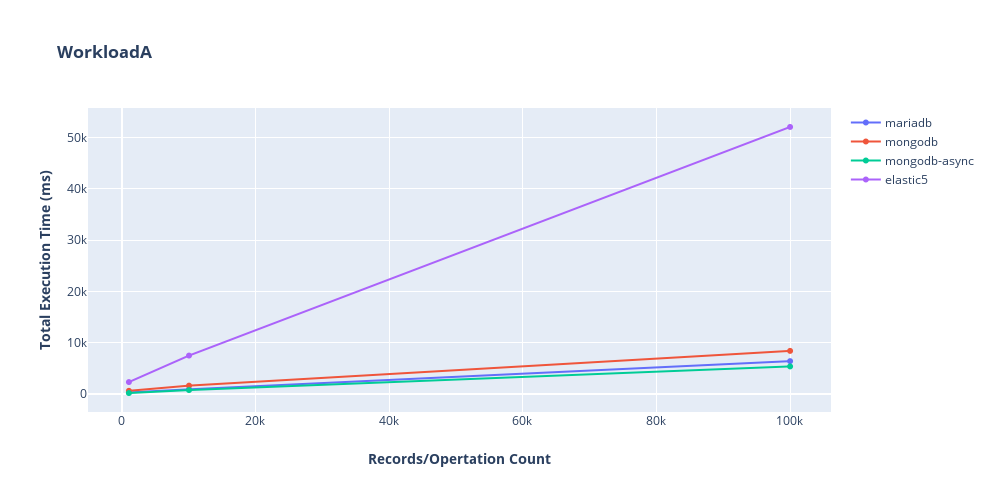 WorkloadA
Total Execution Time (ms)
50k
40k
30k
20k
10k
0
0
20k
40k
60k
80k
100k
Records/Opertation Count
mariadb
mongodb
mongodb-async
elastic5